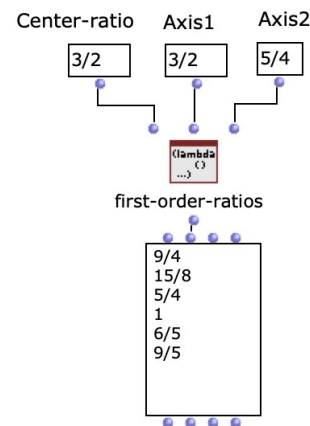 Center-ratio Axis1 Axis2
3/2 3/2 5/4
(lambda
()
...)
first-order-ratios
9/4
15/8
5/4
1
6/5
9/5